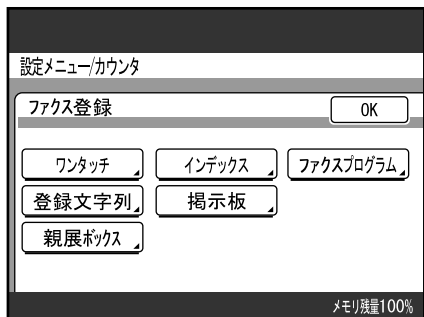 設定メニュー/カウンタ
ファクス登録 OK
ワンタッチ インデックス ファクスプログラム
登録文字列 掲示板
親展ボックス
メモリ残量100%